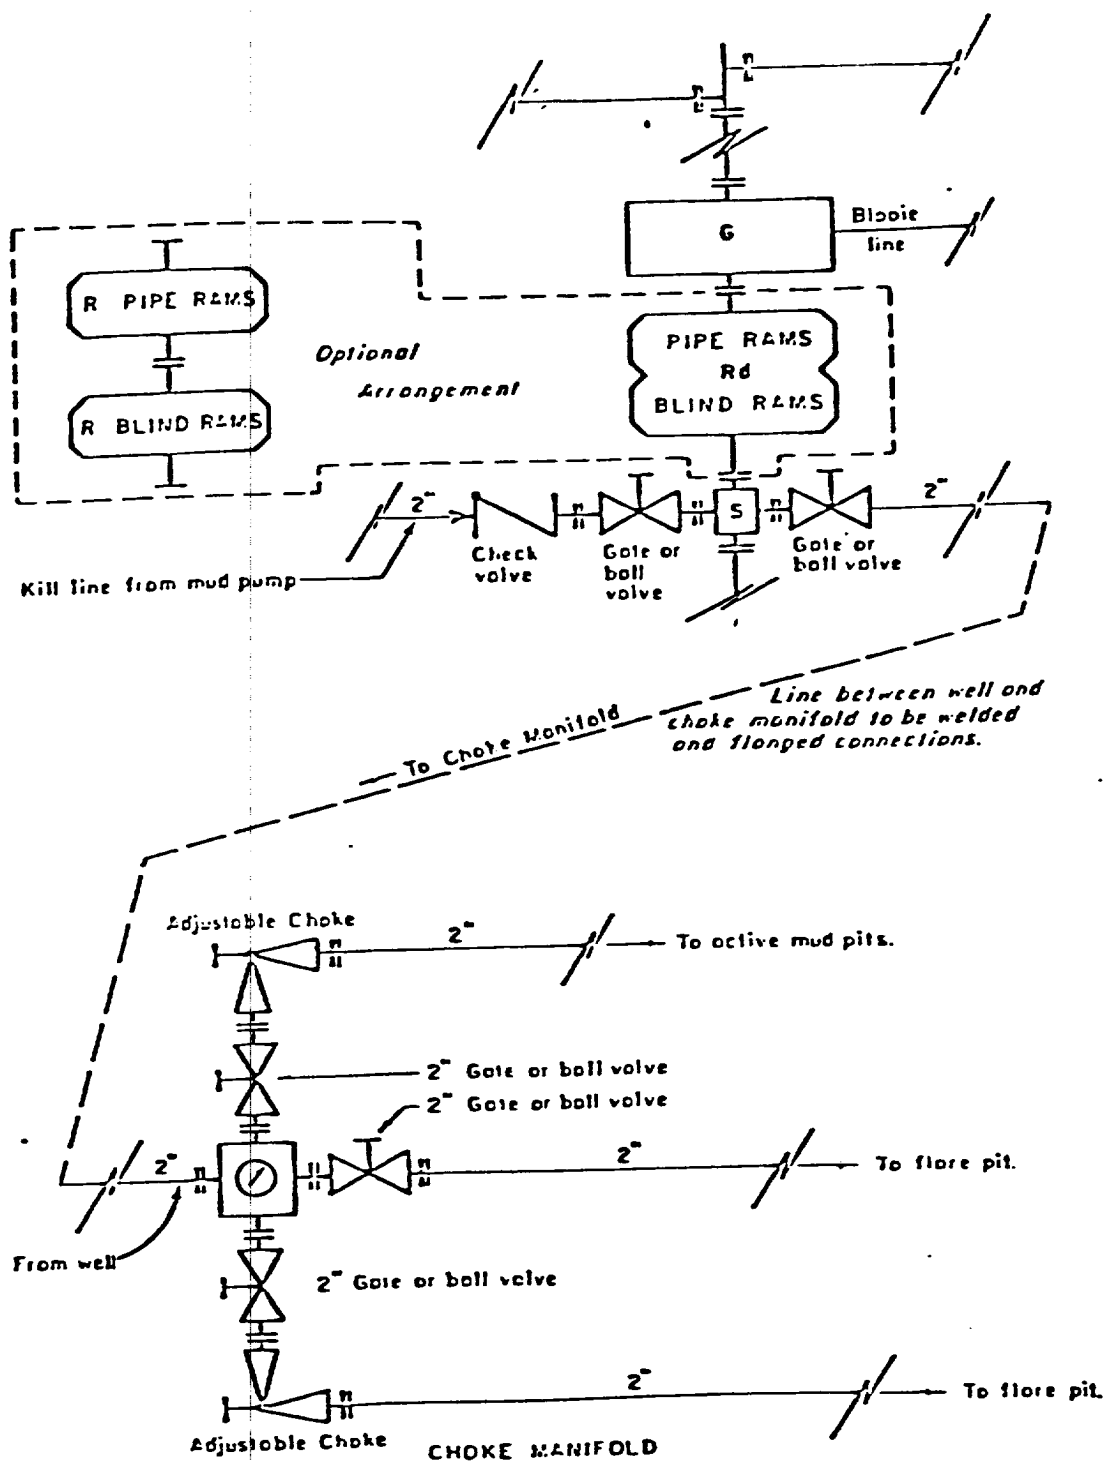 G
Blooie
line
R PIPE RAMS
R BLIND RAMS
Optional
Arrangement
PIPE RAMS
Rd
BLIND RAMS
2"
Check
valve
Gate or
ball
valve
S
Gate or
ball valve
2"
Kill line from mud pump
Line between well and
choke manifold to be welded
and flanged connections.
To Choke Manifold
Adjustable Choke
2"
To active mud pits.
2" Gate or ball valve
2" Gate or ball valve
2"
2"
To flare pit.
From well
2" Gate or ball valve
2"
To flare pit.
Adjustable Choke
CHOKE MANIFOLD